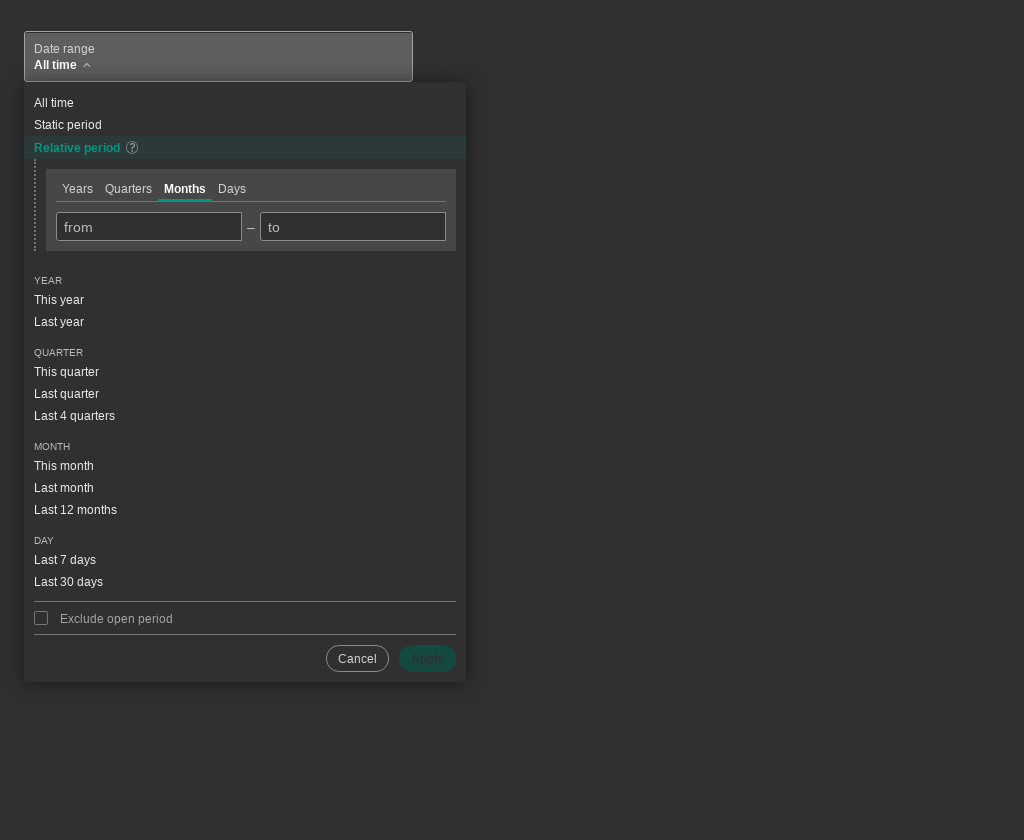 Date range
All time
All time
Static period
Relative period ?
Years Quarters Months Days
from – to
YEAR
This year
Last year
QUARTER
This quarter
Last quarter
Last 4 quarters
MONTH
This month
Last month
Last 12 months
DAY
Last 7 days
Last 30 days
Exclude open period
Cancel Apply